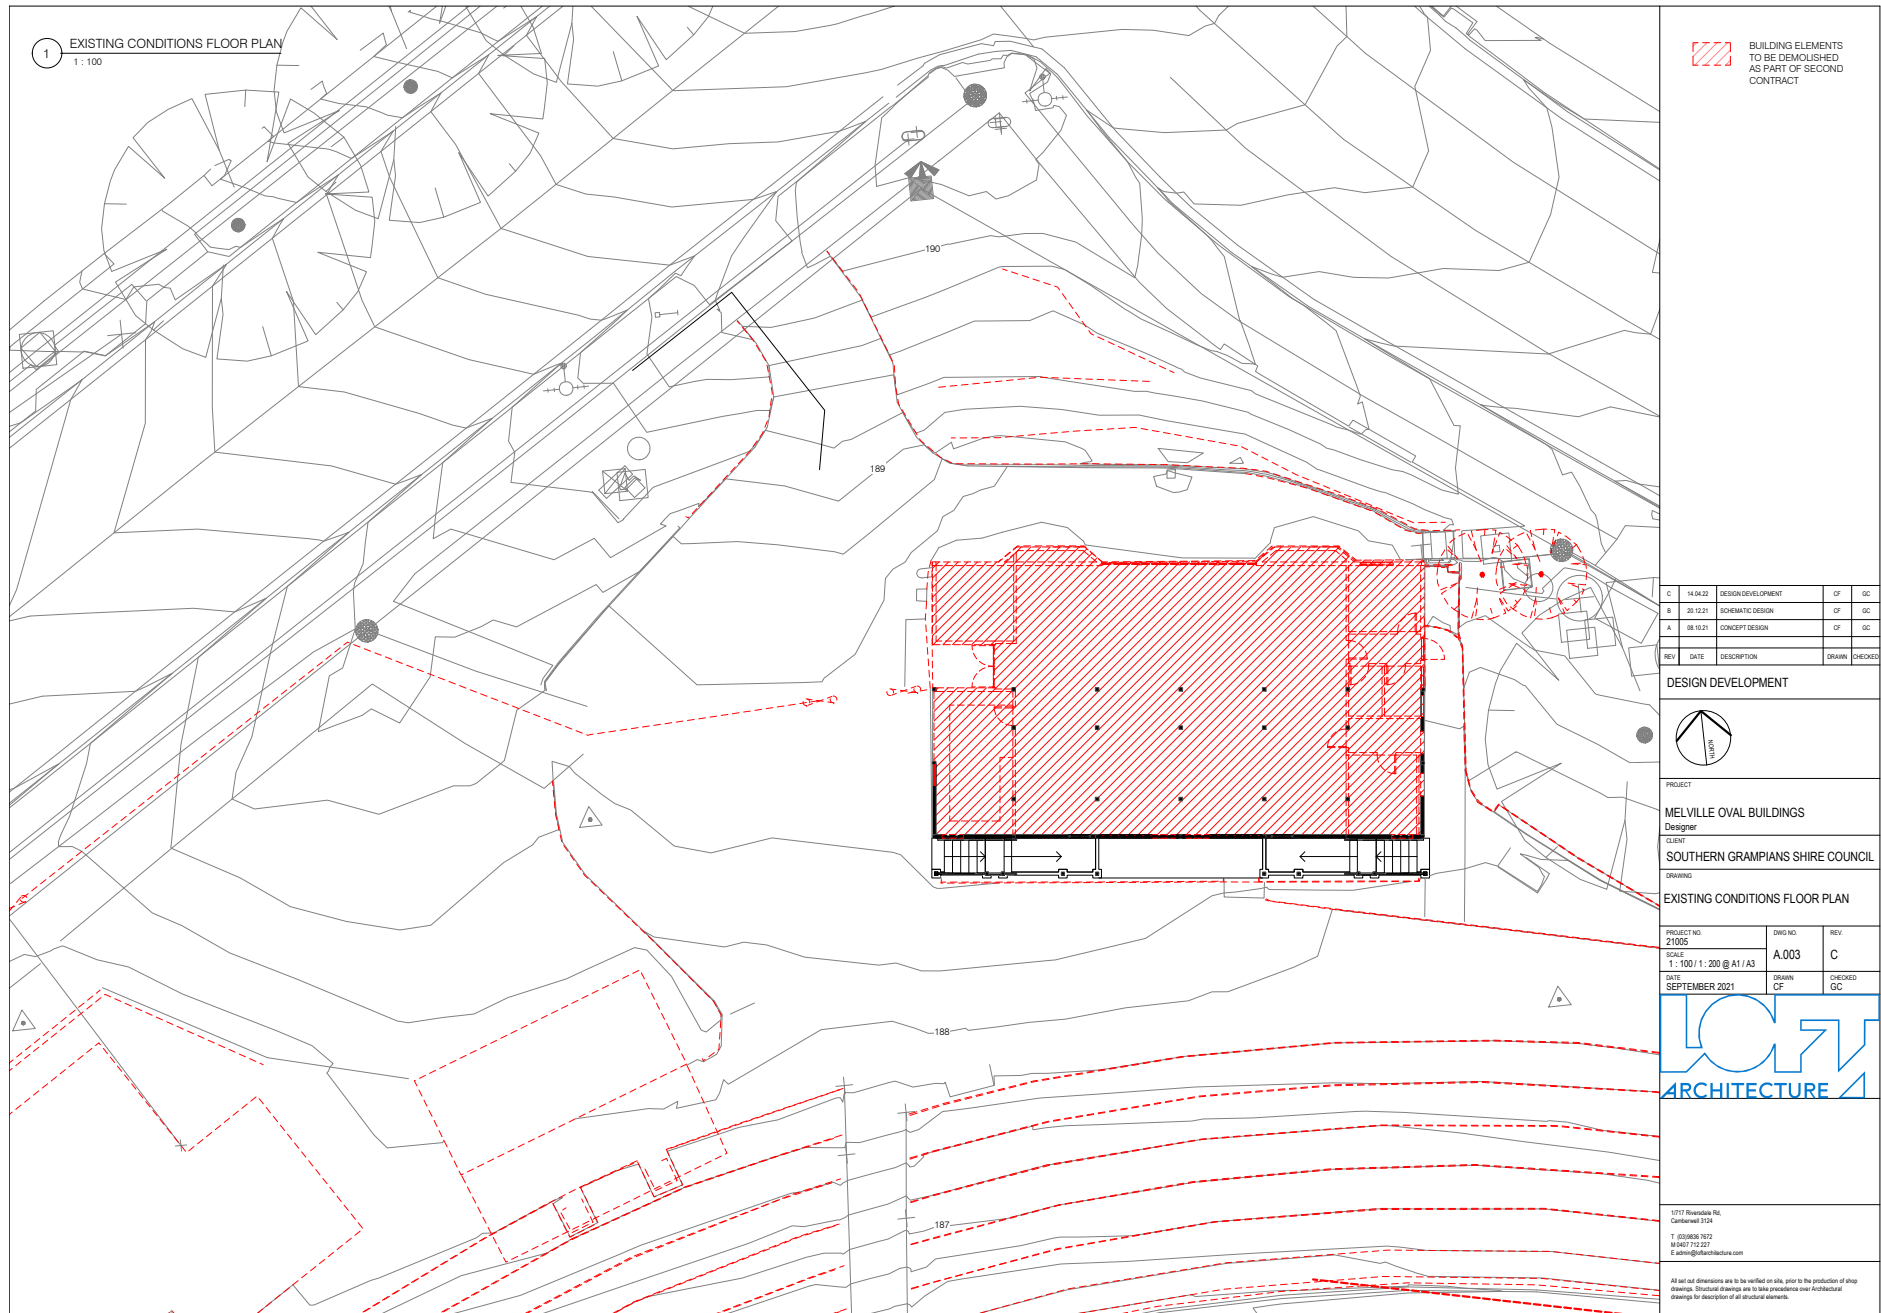 1 EXISTING CONDITIONS FLOOR PLAN
1 : 100
BUILDING ELEMENTS
TO BE DEMOLISHED
AS PART OF SECOND
CONTRACT
190
189
188
187
C 14.04.22 DESIGN DEVELOPMENT CF GC
B 20.12.21 SCHEMATIC DESIGN CF GC
A 08.10.21 CONCEPT DESIGN CF GC
REV DATE DESCRIPTION DRAWN CHECKED
DESIGN DEVELOPMENT
NORTH
PROJECT
MELVILLE OVAL BUILDINGS
Designer
CLIENT
SOUTHERN GRAMPIANS SHIRE COUNCIL
DRAWING
EXISTING CONDITIONS FLOOR PLAN
PROJECT NO. DWG NO. REV.
21005
A.003 C
SCALE
1 : 100 / 1 : 200 @ A1 / A3
DATE DRAWN CHECKED
SEPTEMBER 2021 CF GC
LOFT
ARCHITECTURE
1/717 Riversdale Rd,
Camberwell 3124
T (03)9836 7672
M 0407 712 227
E admin@loftarchitecture.com
All set out dimensions are to be verified on site, prior to the production of shop
drawings. Structural drawings are to take precedence over Architectural
drawings for description of all structural elements.